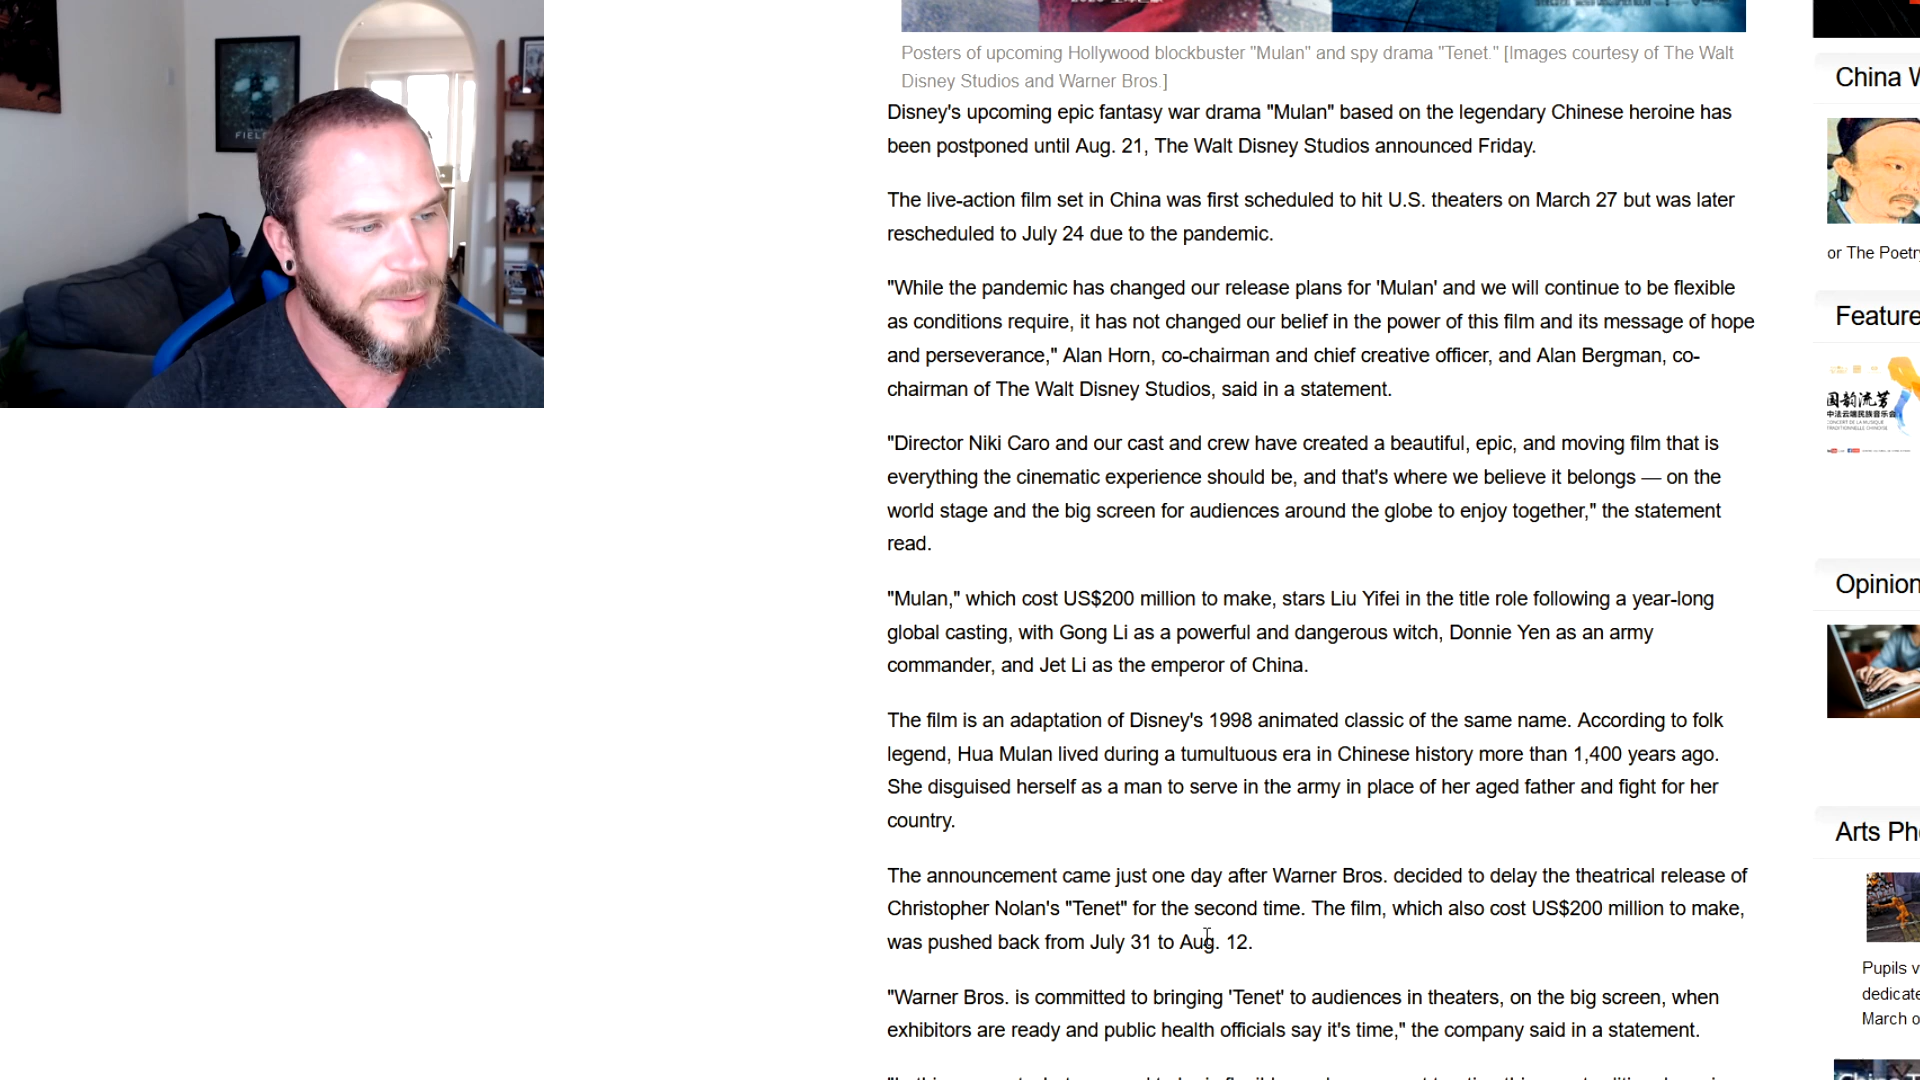 FIEL
Posters of upcoming Hollywood blockbuster "Mulan" and spy drama "Tenet." [Images courtesy of The Walt
Disney Studios and Warner Bros.]
Disney's upcoming epic fantasy war drama "Mulan" based on the legendary Chinese heroine has
been postponed until Aug. 21, The Walt Disney Studios announced Friday.
The live-action film set in China was first scheduled to hit U.S. theaters on March 27 but was later
rescheduled to July 24 due to the pandemic.
"While the pandemic has changed our release plans for 'Mulan' and we will continue to be flexible
as conditions require, it has not changed our belief in the power of this film and its message of hope
and perseverance," Alan Horn, co-chairman and chief creative officer, and Alan Bergman, co-
chairman of The Walt Disney Studios, said in a statement.
"Director Niki Caro and our cast and crew have created a beautiful, epic, and moving film that is
everything the cinematic experience should be, and that's where we believe it belongs — on the
world stage and the big screen for audiences around the globe to enjoy together," the statement
read.
"Mulan," which cost US$200 million to make, stars Liu Yifei in the title role following a year-long
global casting, with Gong Li as a powerful and dangerous witch, Donnie Yen as an army
commander, and Jet Li as the emperor of China.
The film is an adaptation of Disney's 1998 animated classic of the same name. According to folk
legend, Hua Mulan lived during a tumultuous era in Chinese history more than 1,400 years ago.
She disguised herself as a man to serve in the army in place of her aged father and fight for her
country.
The announcement came just one day after Warner Bros. decided to delay the theatrical release of
Christopher Nolan's "Tenet" for the second time. The film, which also cost US$200 million to make,
was pushed back from July 31 to Aug. 12.
"Warner Bros. is committed to bringing 'Tenet' to audiences in theaters, on the big screen, when
exhibitors are ready and public health officials say it's time," the company said in a statement.
China W
or The Poetry
Feature
国韵流芳
中法云端民族音乐会
Opinion
Arts Ph
Pupils v
dedicate
March o